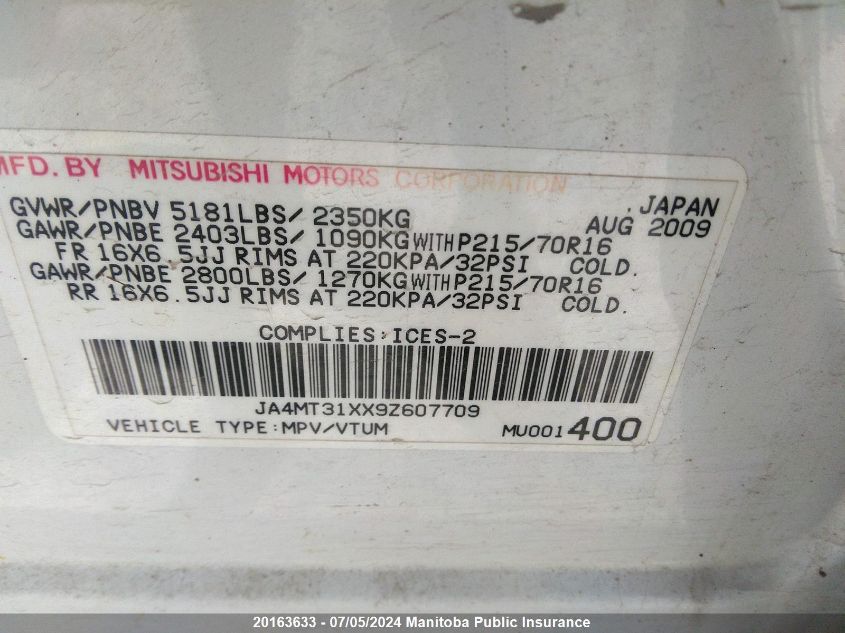 MFD. BY MITSUBISHI MOTORS CORPORATION
GVWR/PNBV 5181LBS/ 2350KG JAPAN
GAWR/PNBE 2403LBS/ 1090KG WITH P215/70R16 AUG 2009
FR 16X6.5JJ RIMS AT 220KPA/32PSI COLD.
GAWR/PNBE 2800LBS/ 1270KG WITH P215/70R16
RR 16X6.5JJ RIMS AT 220KPA/32PSI COLD.
COMPLIES:ICES-2
JA4MT31XX9Z607709
VEHICLE TYPE:MPV/VTUM MU001400
20163633 - 07/05/2024 Manitoba Public Insurance